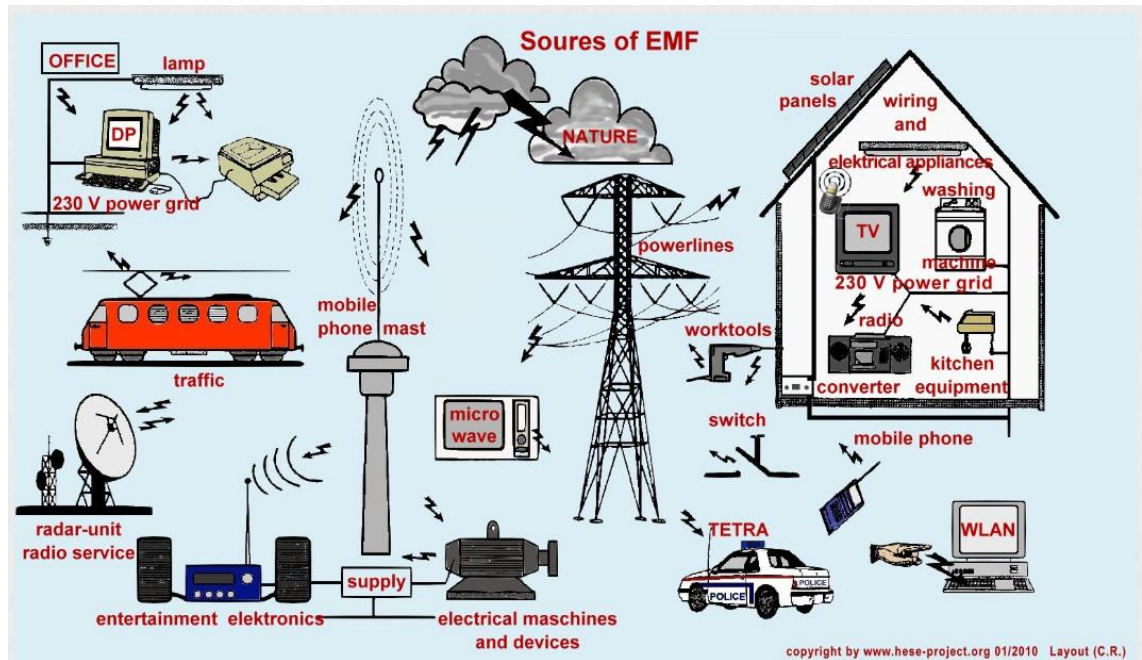 Soures of EMF
OFFICE
lamp
DP
230 V power grid
NATURE
solar
panels
wiring
and
elektrical appliances
washing
machine
TV
230 V power grid
radio
converter
kitchen
equipment
powerlines
mobile
phone mast
traffic
worktools
micro
wave
switch
mobile phone
radar-unit
radio service
TETRA
WLAN
POLICE
POLICE
supply
entertainment elektronics
electrical maschines
and devices
copyright by www.hese-project.org 01/2010 Layout (C.R.)